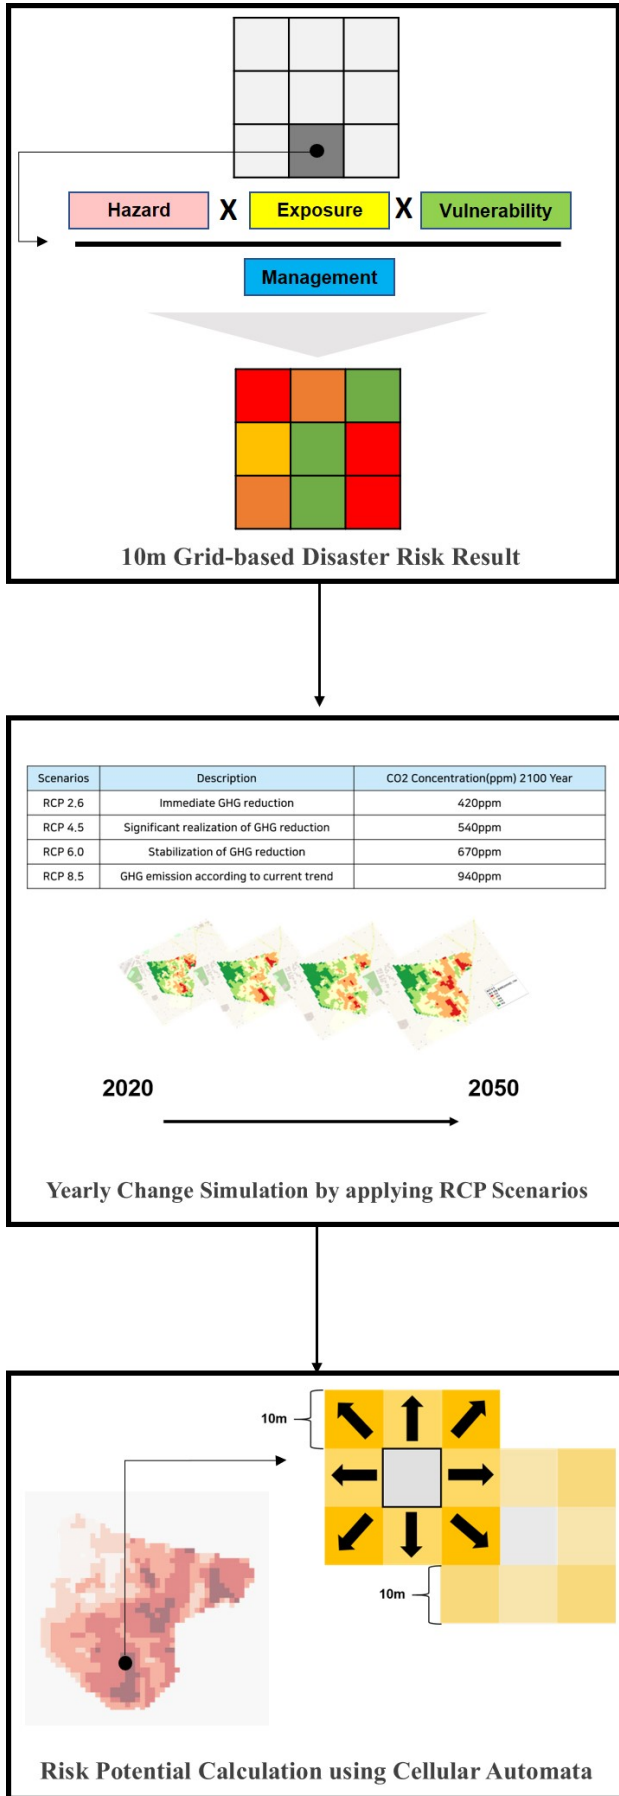 Hazard X Exposure X Vulnerability
Management
10m Grid-based Disaster Risk Result
Scenarios Description CO2 Concentration(ppm) 2100 Year
RCP 2.6 Immediate GHG reduction 420ppm
RCP 4.5 Significant realization of GHG reduction 540ppm
RCP 6.0 Stabilization of GHG reduction 670ppm
RCP 8.5 GHG emission according to current trend 940ppm
2020 2050
Yearly Change Simulation by applying RCP Scenarios
10m
10m
Risk Potential Calculation using Cellular Automata